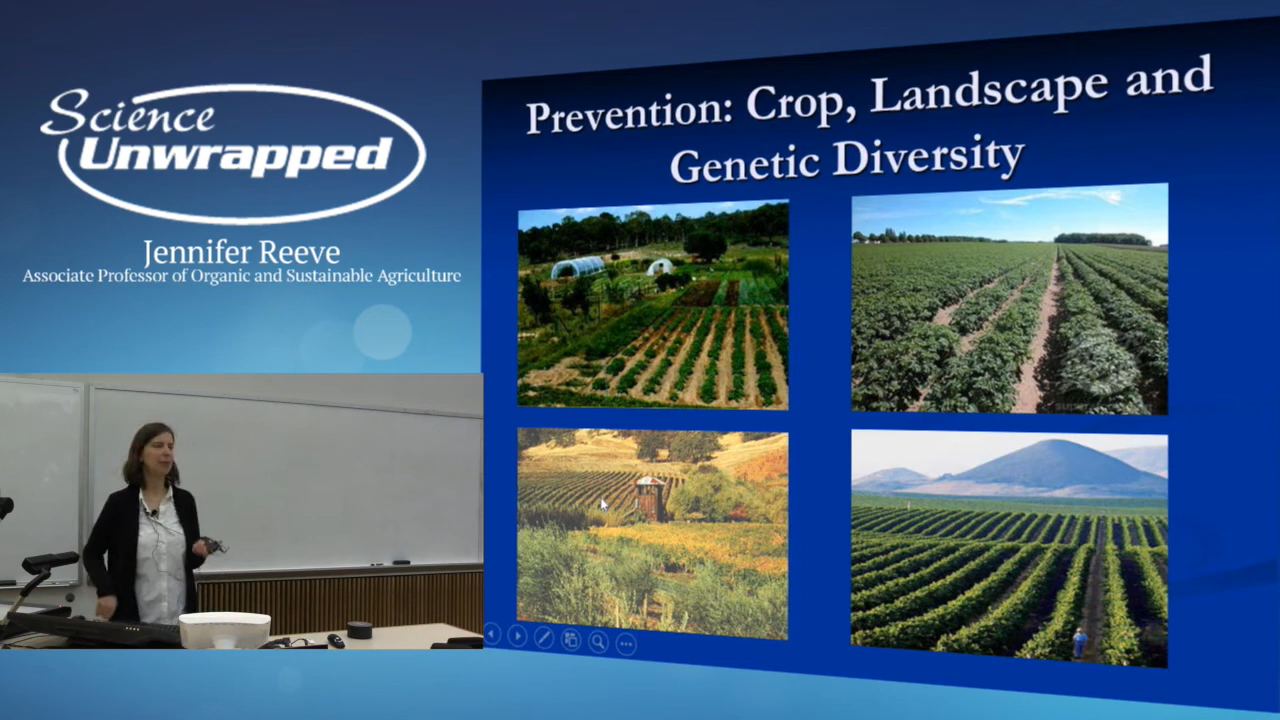 Science
Unwrapped
Jennifer Reeve
Associate Professor of Organic and Sustainable Agriculture
Prevention: Crop, Landscape and
Genetic Diversity